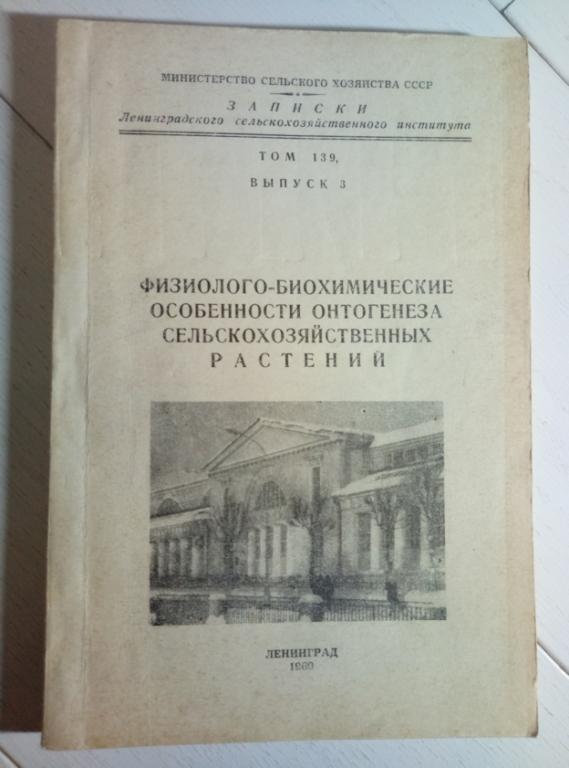 МИНИСТЕРСТВО СЕЛЬСКОГО ХОЗЯЙСТВА СССР
ЗАПИСКИ
Ленинградского сельскохозяйственного института
ТОМ 139,
ВЫПУСК 3
ФИЗИОЛОГО-БИОХИМИЧЕСКИЕ
ОСОБЕННОСТИ ОНТОГЕНЕЗА
СЕЛЬСКОХОЗЯЙСТВЕННЫХ
РАСТЕНИЙ
ЛЕНИНГРАД
1969